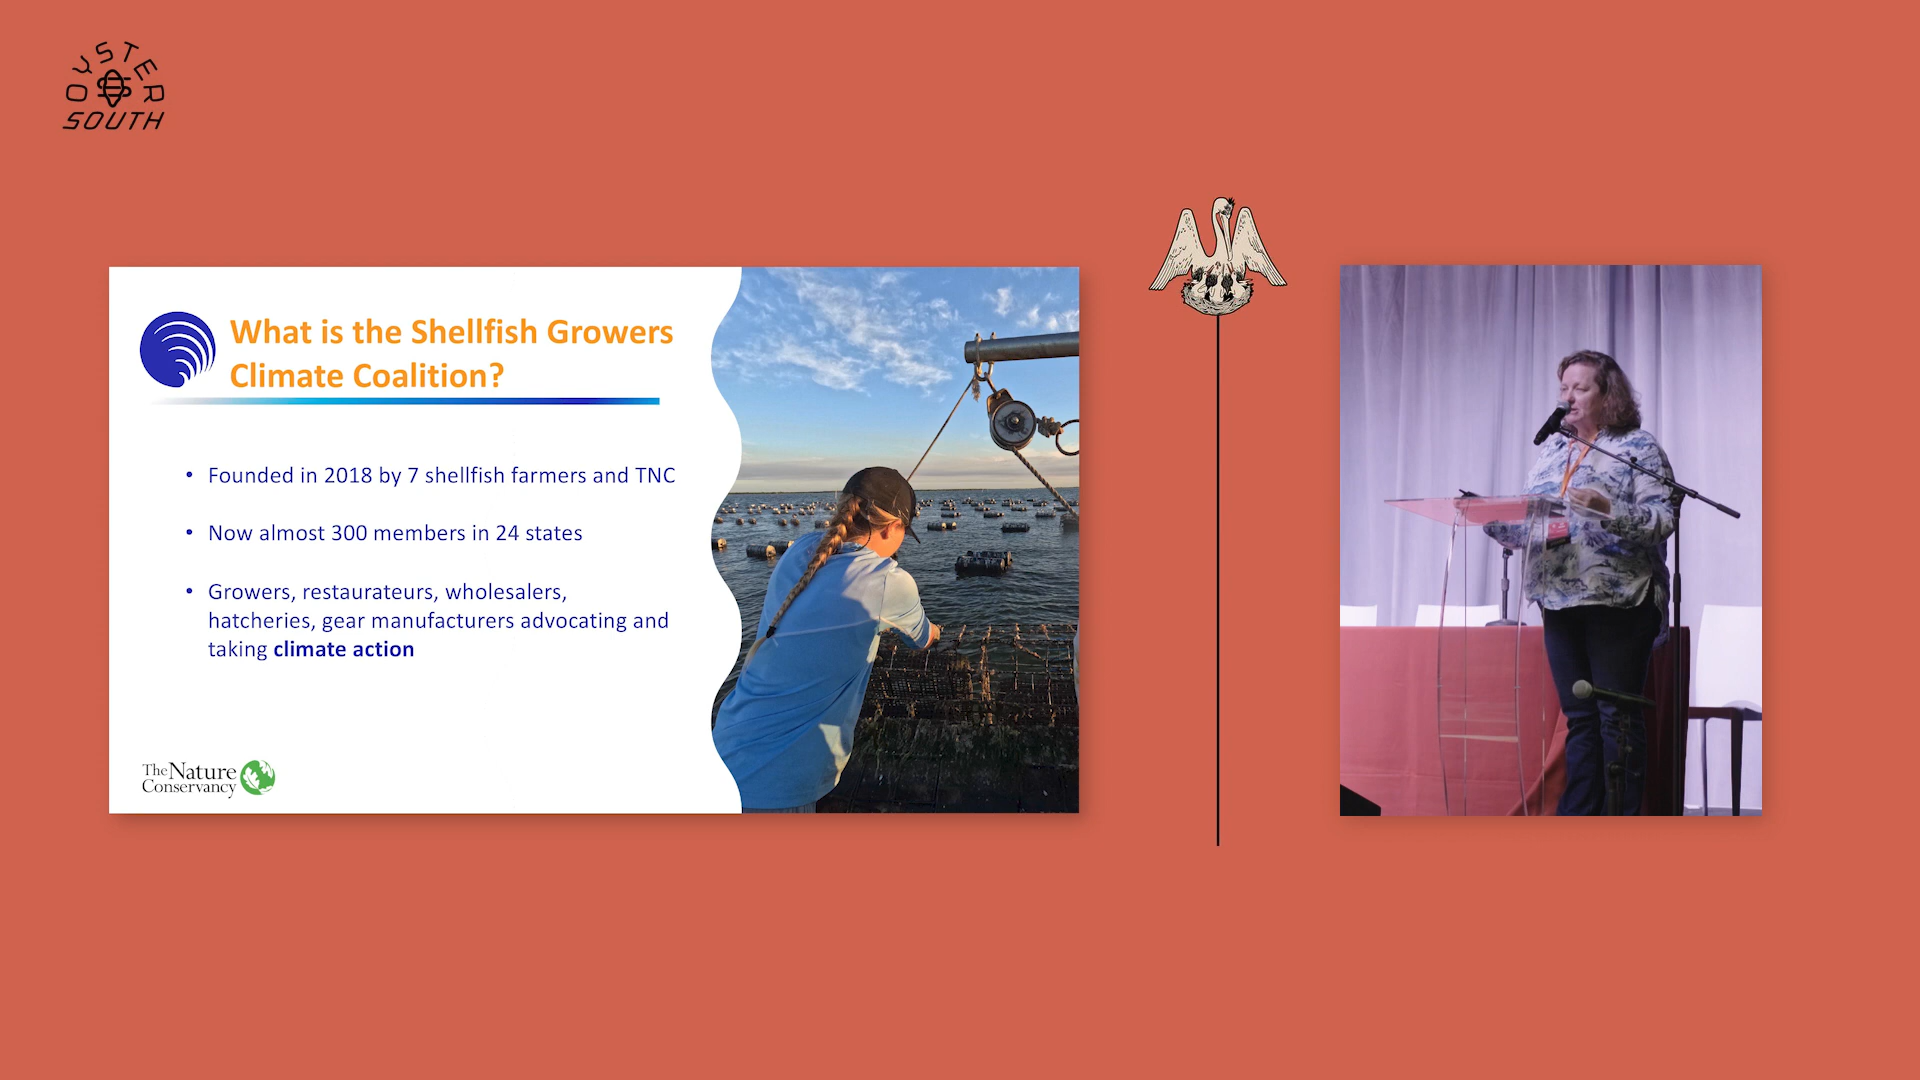 OYSTER
SOUTH
What is the Shellfish Growers
Climate Coalition?
• Founded in 2018 by 7 shellfish farmers and TNC
• Now almost 300 members in 24 states
• Growers, restaurateurs, wholesalers,
hatcheries, gear manufacturers advocating and
taking climate action
The Nature
Conservancy